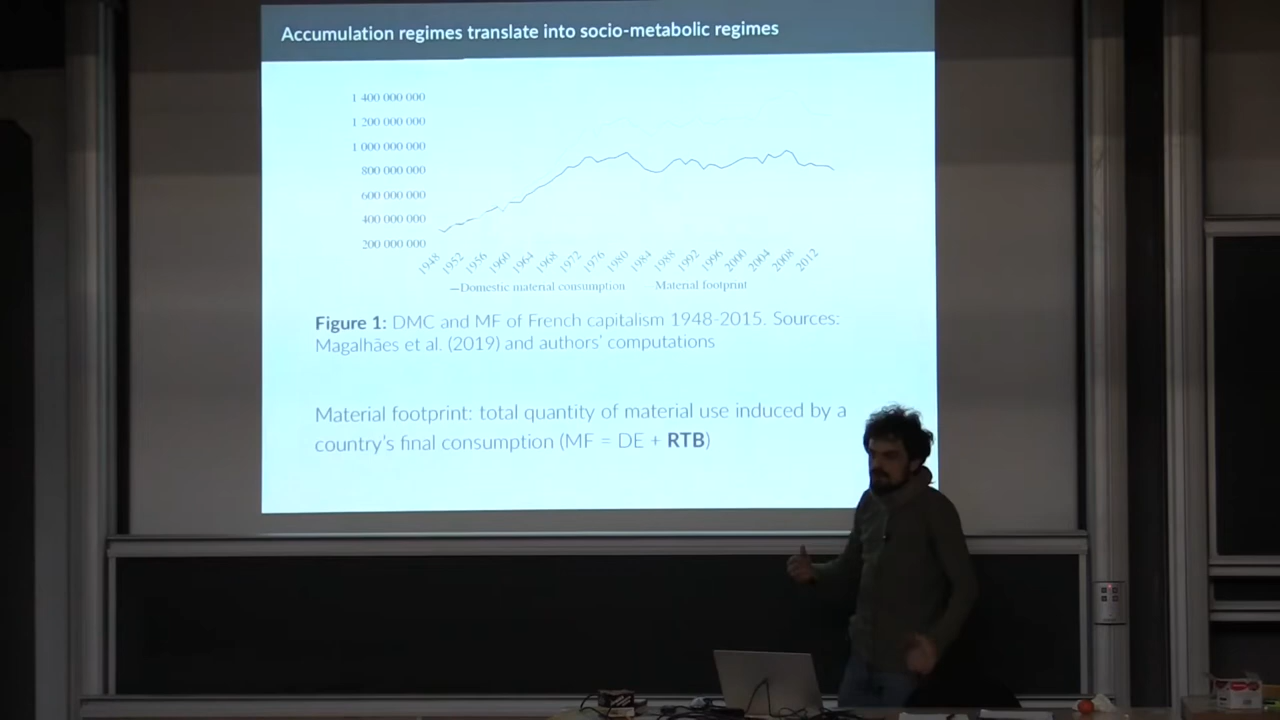 Accumulation regimes translate into socio-metabolic regimes
1 400 000 000
1 200 000 000
1 000 000 000
800 000 000
600 000 000
400 000 000
200 000 000
1948 1952 1956 1960 1964 1968 1972 1976 1980 1984 1988 1992 1996 2000 2004 2008 2012
Domestic material consumption Material footprint
Figure 1: DMC and MF of French capitalism 1948-2015. Sources:
Magalhães et al. (2019) and authors' computations
Material footprint: total quantity of material use induced by a
country's final consumption (MF = DE + RTB)